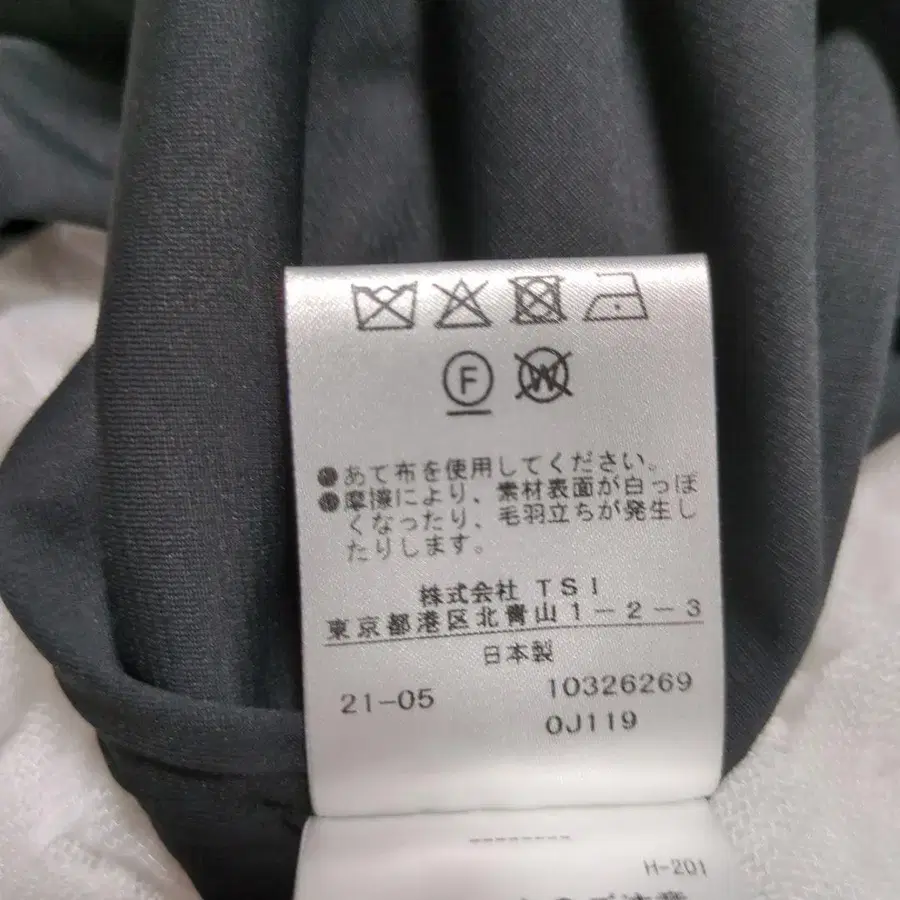 F
W
●あて布を使用してください。
●摩擦により、素材表面が白っぽ
くなったり、毛羽立ちが発生し
たりします。
株式会社 TSI
東京都港区北青山1-2-3
日本製
21-05 10326269
0J119
H-201